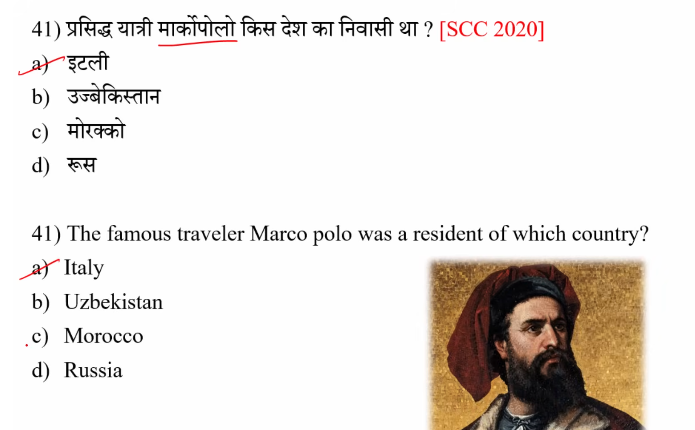 41) प्रसिद्ध यात्री मार्कोपोलो किस देश का निवासी था ? [SCC 2020]
a) इटली
b) उज्बेकिस्तान
c) मोरक्को
d) रूस
41) The famous traveler Marco polo was a resident of which country?
a) Italy
b) Uzbekistan
c) Morocco
d) Russia